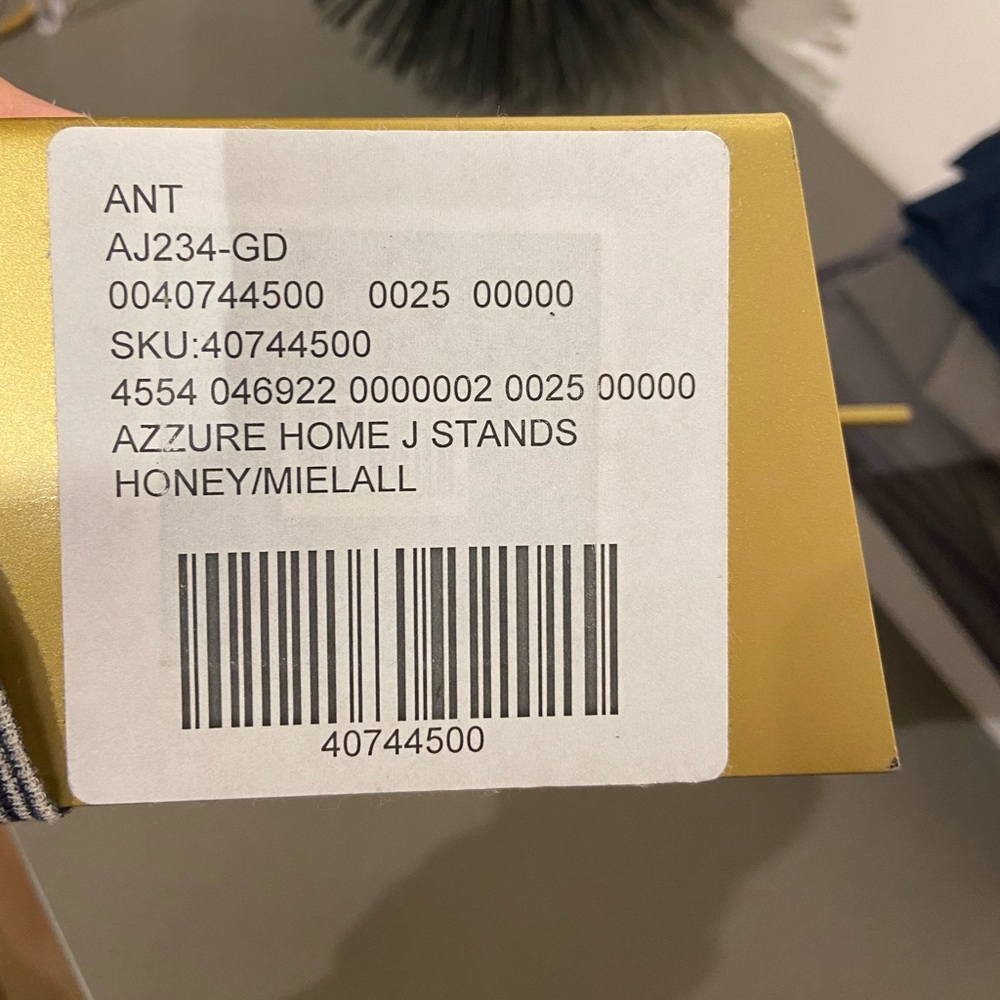 ANT
AJ234-GD
0040744500 0025 00000
SKU:40744500
4554 046922 0000002 0025 00000
AZZURE HOME J STANDS
HONEY/MIELALL
40744500